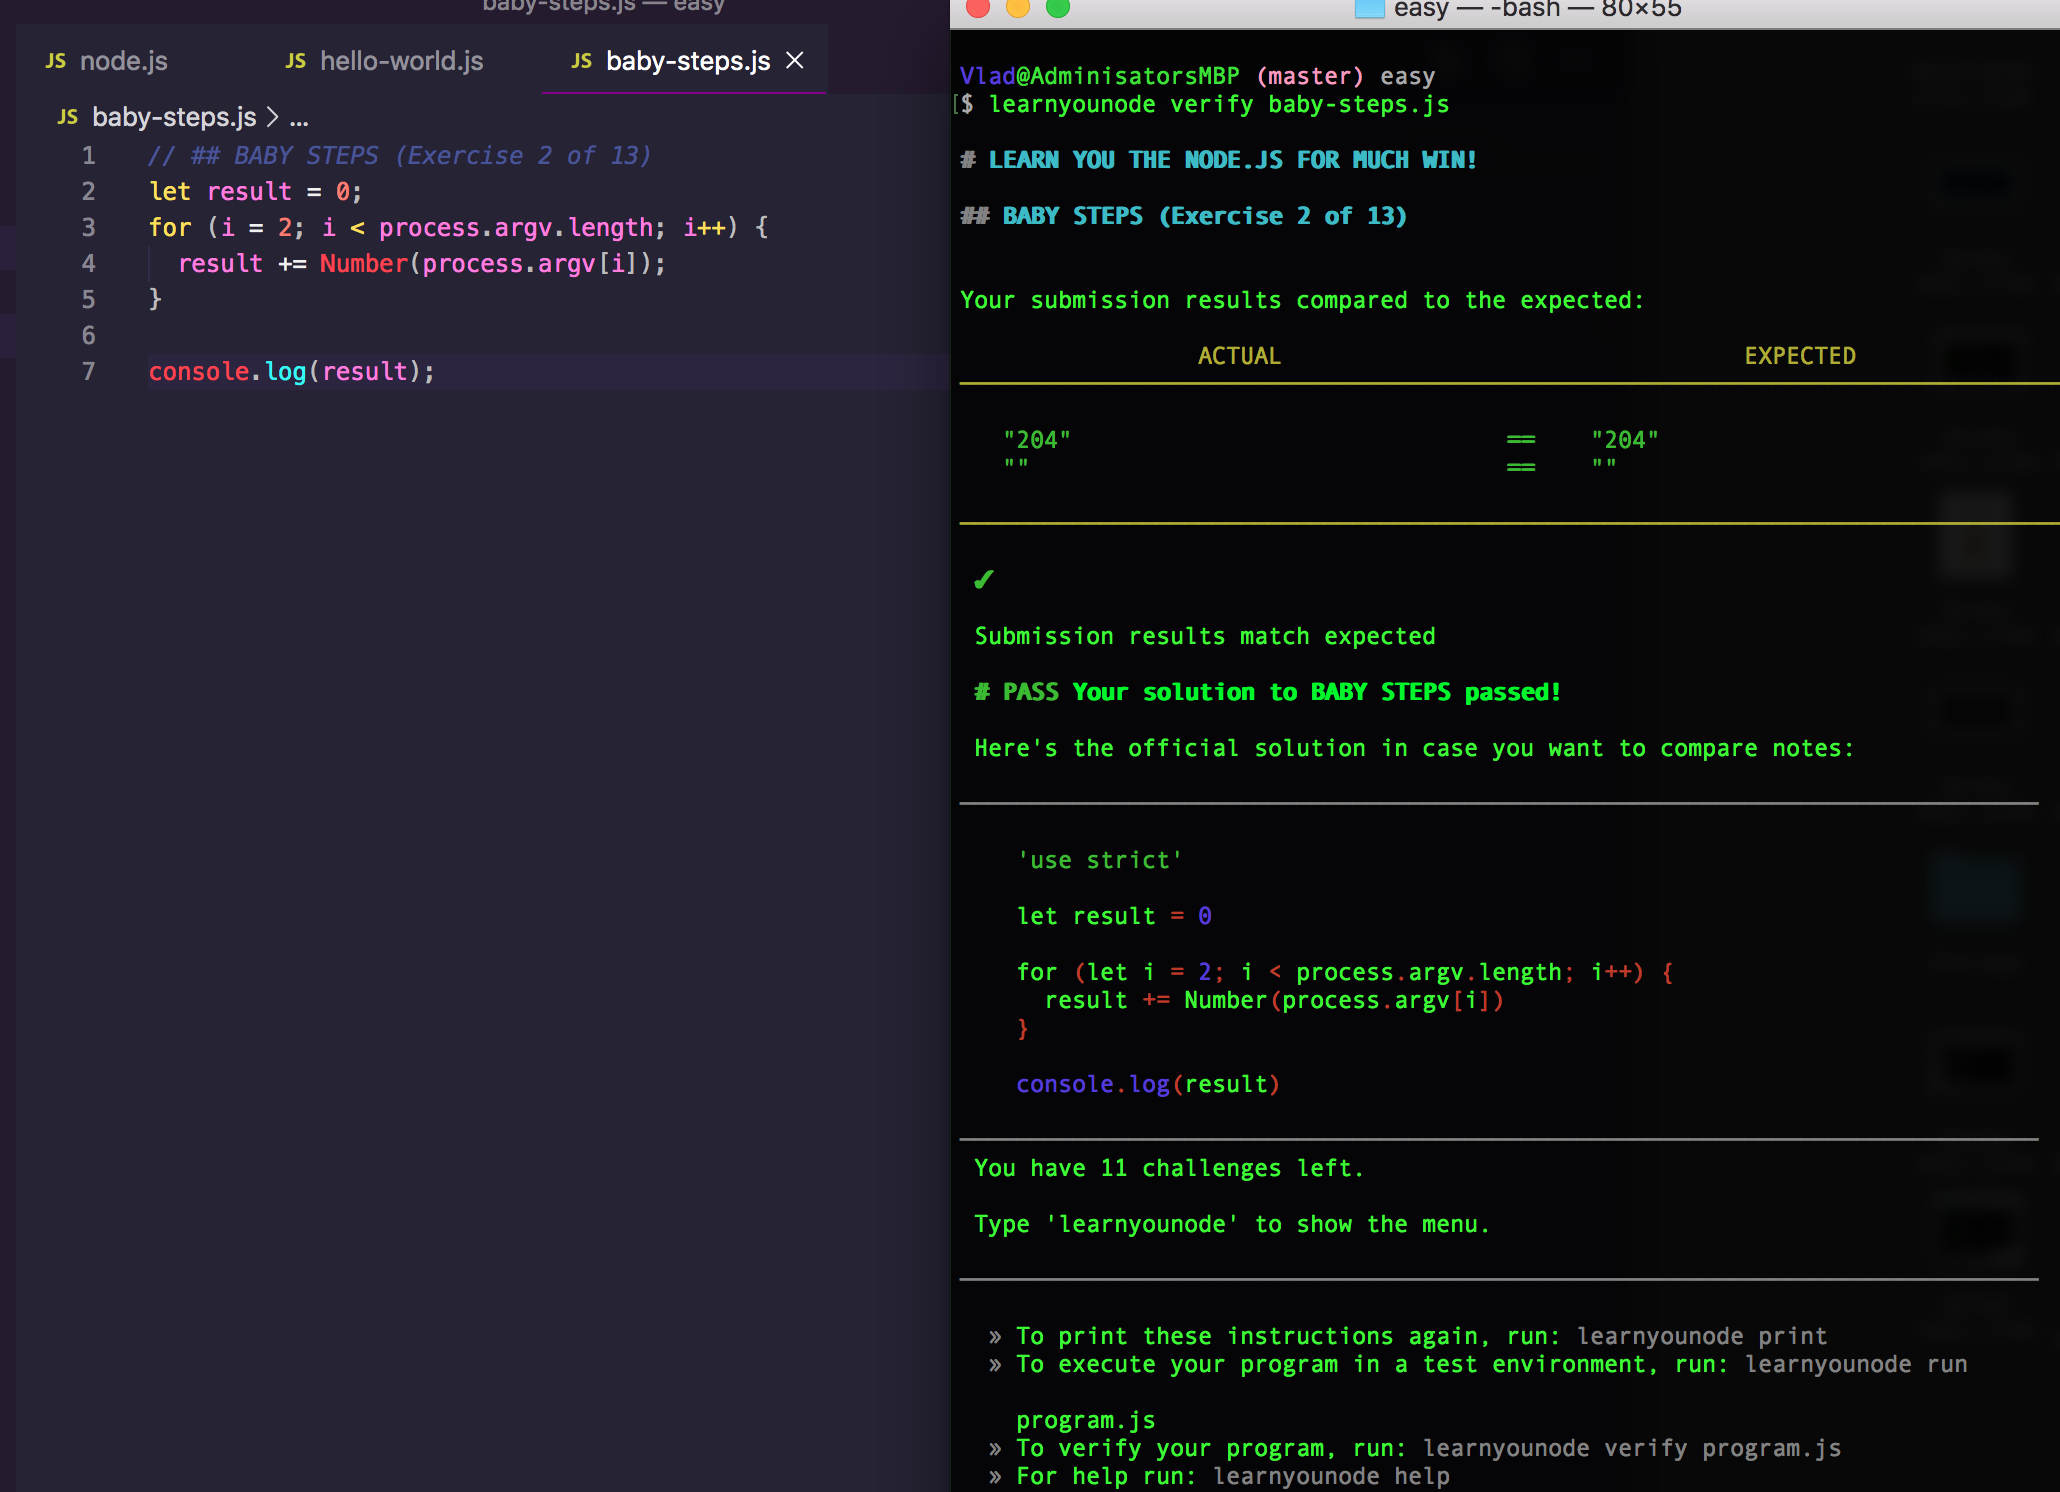 baby-steps.js — easy
JS node.js
JS hello-world.js
JS baby-steps.js ×
JS baby-steps.js > ...
1 // ## BABY STEPS (Exercise 2 of 13)
2 let result = 0;
3 for (i = 2; i < process.argv.length; i++) {
4   result += Number(process.argv[i]);
5 }
6
7 console.log(result);
easy — -bash — 80×55
Vlad@AdminisatorsMBP (master) easy
[$ learnyounode verify baby-steps.js
# LEARN YOU THE NODE.JS FOR MUCH WIN!
## BABY STEPS (Exercise 2 of 13)
Your submission results compared to the expected:
ACTUAL EXPECTED
"204" == "204"
"" == ""
✔
Submission results match expected
# PASS Your solution to BABY STEPS passed!
Here's the official solution in case you want to compare notes:
'use strict'
let result = 0
for (let i = 2; i < process.argv.length; i++) {
  result += Number(process.argv[i])
}
console.log(result)
You have 11 challenges left.
Type 'learnyounode' to show the menu.
» To print these instructions again, run: learnyounode print
» To execute your program in a test environment, run: learnyounode run
program.js
» To verify your program, run: learnyounode verify program.js
» For help run: learnyounode help